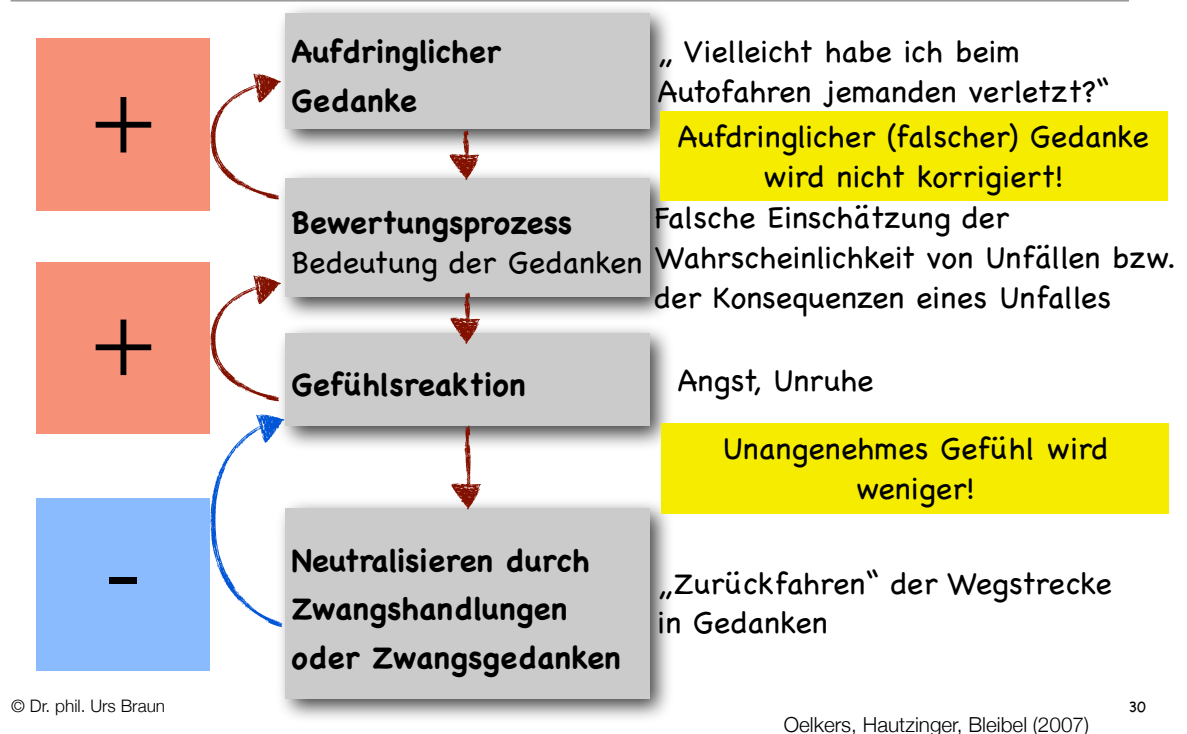 +
Aufdringlicher
Gedanke
„ Vielleicht habe ich beim
Autofahren jemanden verletzt?“
Aufdringlicher (falscher) Gedanke
wird nicht korrigiert!
Bewertungsprozess
Bedeutung der Gedanken
Falsche Einschätzung der
Wahrscheinlichkeit von Unfällen bzw.
der Konsequenzen eines Unfalles
+
Gefühlsreaktion
Angst, Unruhe
Unangenehmes Gefühl wird
weniger!
-
Neutralisieren durch
Zwangshandlungen
oder Zwangsgedanken
„Zurückfahren“ der Wegstrecke
in Gedanken
© Dr. phil. Urs Braun
Oelkers, Hautzinger, Bleibel (2007)
30